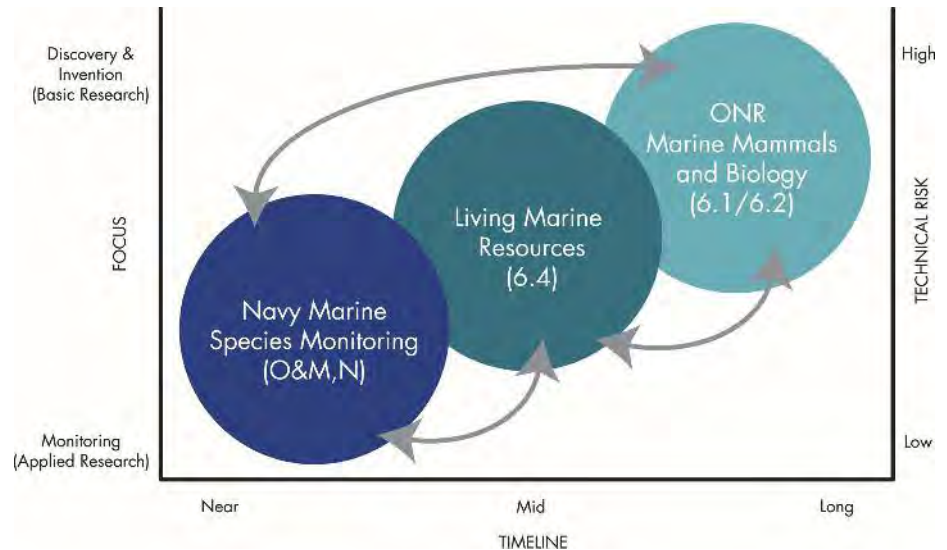 Discovery &
Invention
(Basic Research)
High
ONR
Marine Mammals
and Biology
(6.1/6.2)
Living Marine
Resources
(6.4)
FOCUS
TECHNICAL RISK
Navy Marine
Species Monitoring
(O&M,N)
Monitoring
(Applied Research)
Low
Near
Mid
Long
TIMELINE